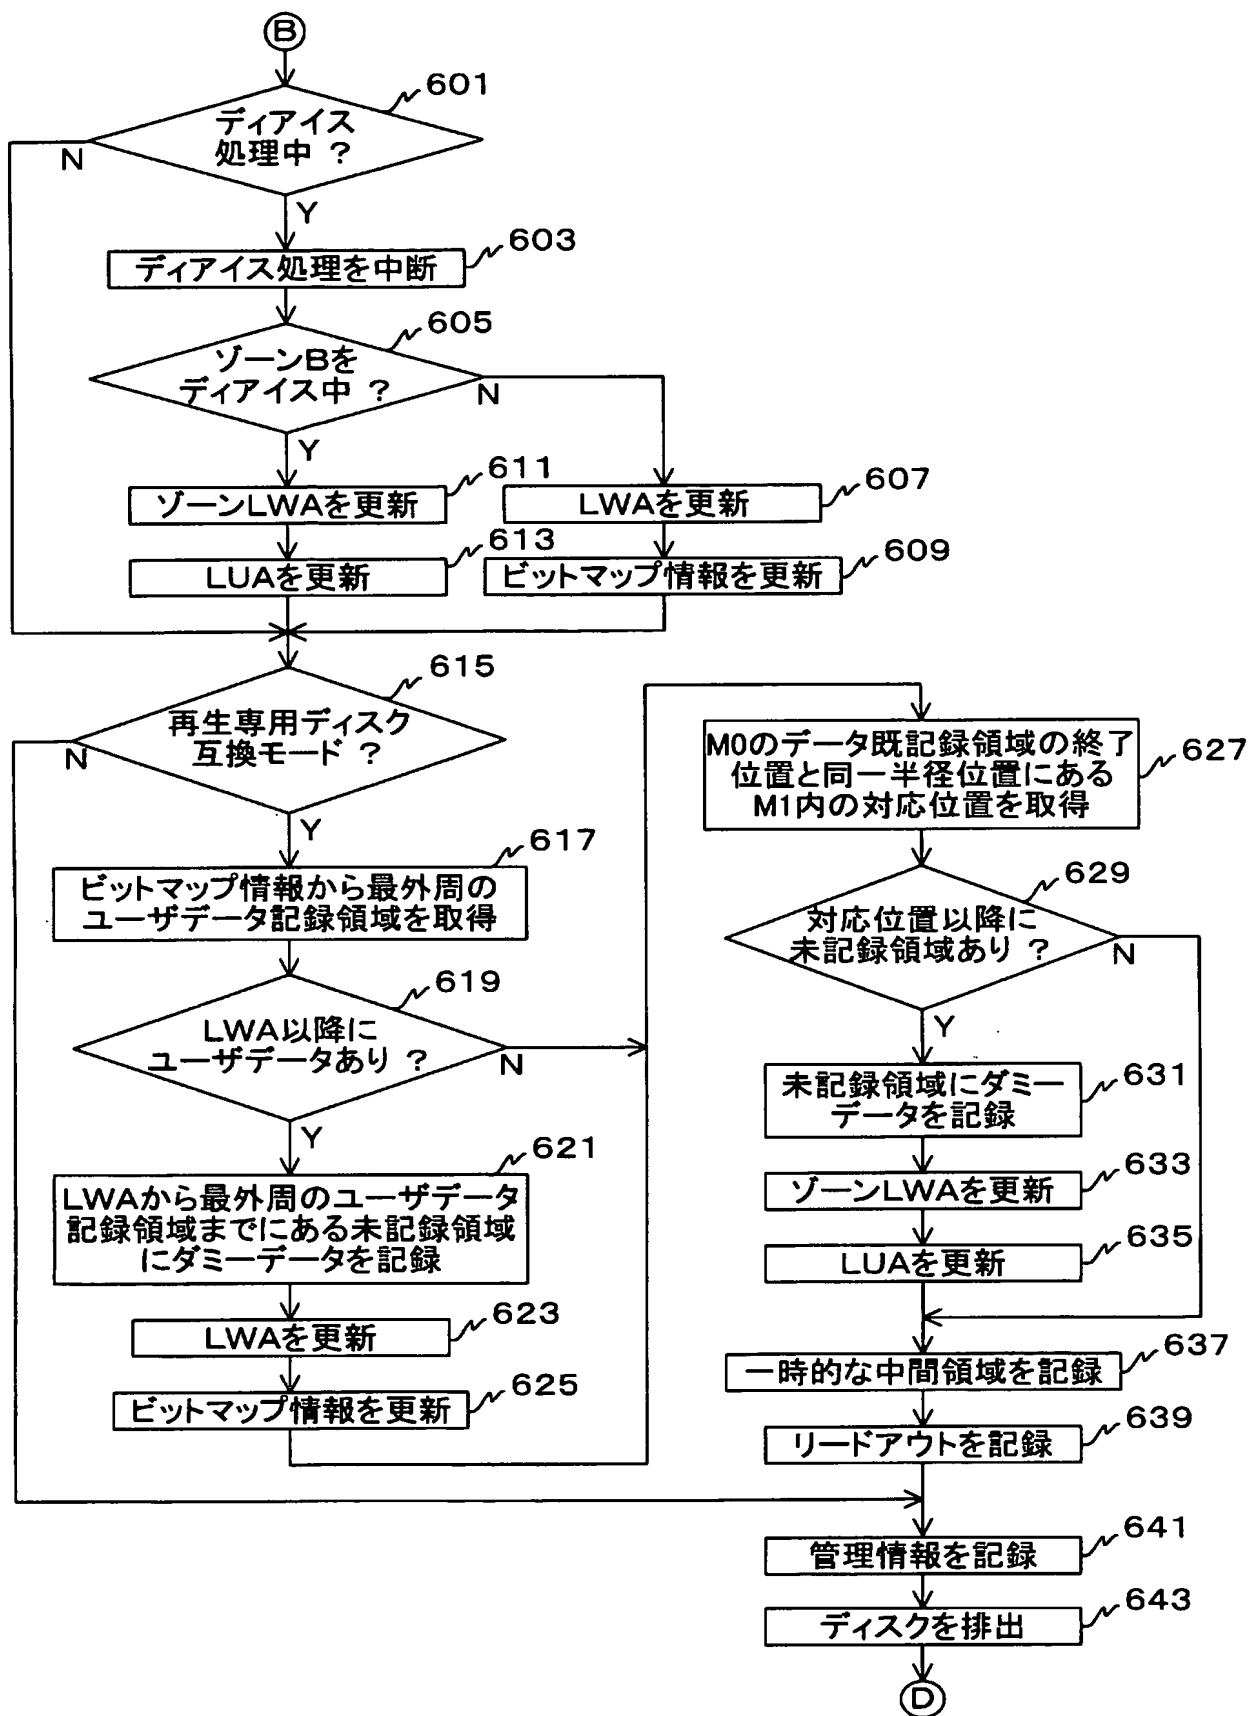 B
601
ディアイス
処理中 ?
N
Y
603
ディアイス処理を中断
605
ゾーンBを
ディアイス中 ?
N
Y
611
ゾーンLWAを更新
607
LWAを更新
613
LUAを更新
609
ビットマップ情報を更新
615
再生専用ディスク
互換モード ?
N
Y
617
ビットマップ情報から最外周の
ユーザデータ記録領域を取得
619
LWA以降に
ユーザデータあり ?
N
Y
621
LWAから最外周のユーザデータ
記録領域までにある未記録領域
にダミーデータを記録
623
LWAを更新
625
ビットマップ情報を更新
M0のデータ既記録領域の終了
位置と同一半径位置にある
M1内の対応位置を取得
627
629
対応位置以降に
未記録領域あり ?
N
Y
未記録領域にダミー
データを記録
631
633
ゾーンLWAを更新
635
LUAを更新
637
一時的な中間領域を記録
639
リードアウトを記録
641
管理情報を記録
643
ディスクを排出
D